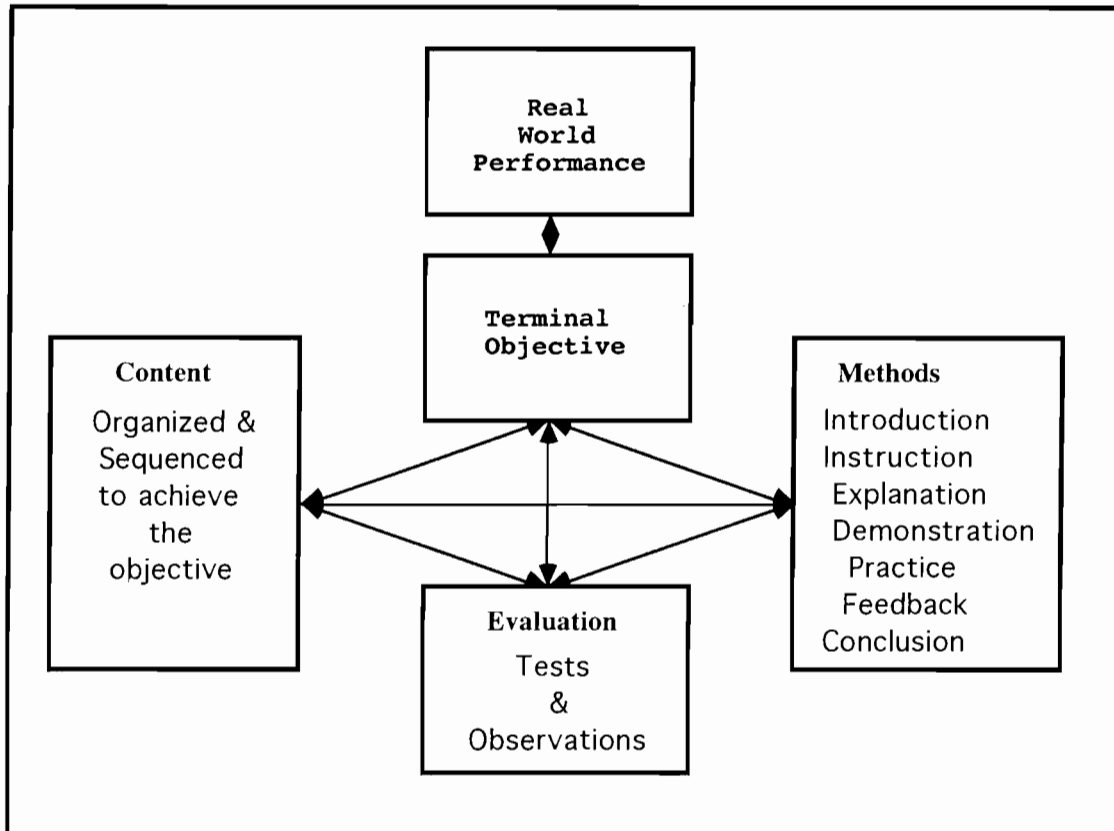 Real
World
Performance
Terminal
Objective
Content
Organized &
Sequenced
to achieve
the
objective
Methods
Introduction
Instruction
Explanation
Demonstration
Practice
Feedback
Conclusion
Evaluation
Tests
&
Observations